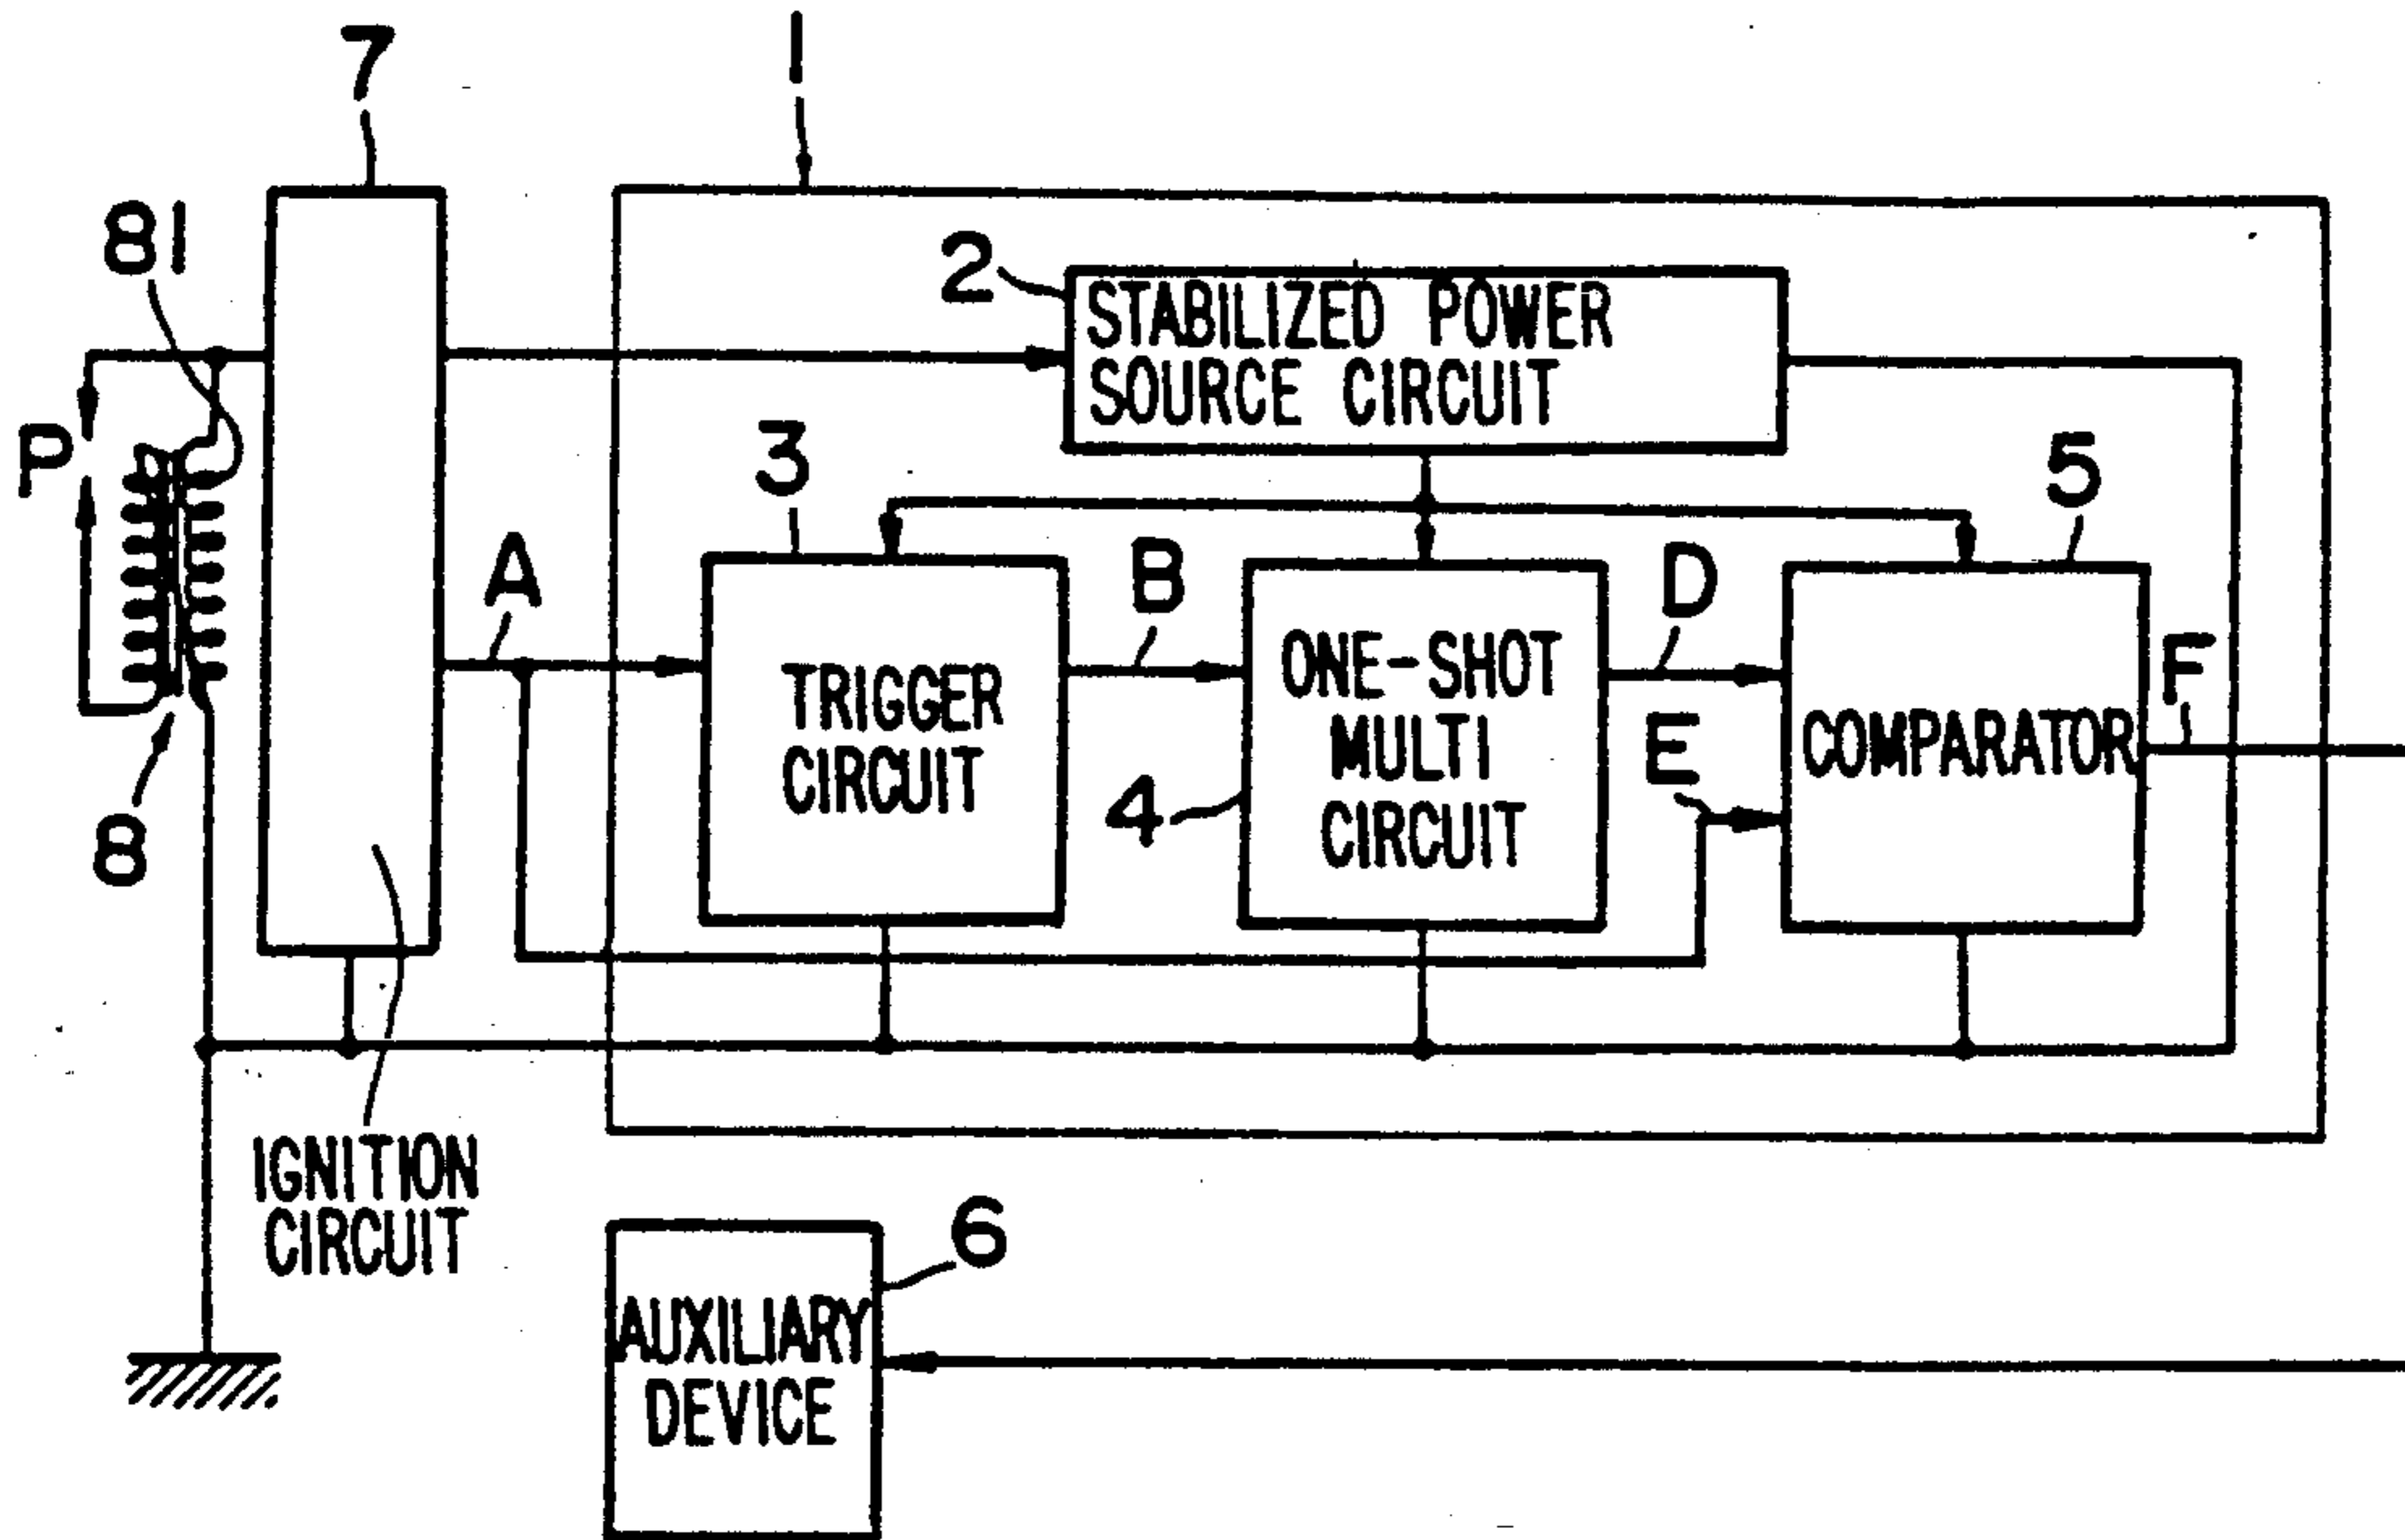 7
1
81
2
STABILIZED POWER
SOURCE CIRCUIT
P
3
5
A
B
D
TRIGGER
CIRCUIT
ONE-SHOT
MULTI
CIRCUIT
E
COMPARATOR
F
4
8
IGNITION
CIRCUIT
6
AUXILIARY
DEVICE